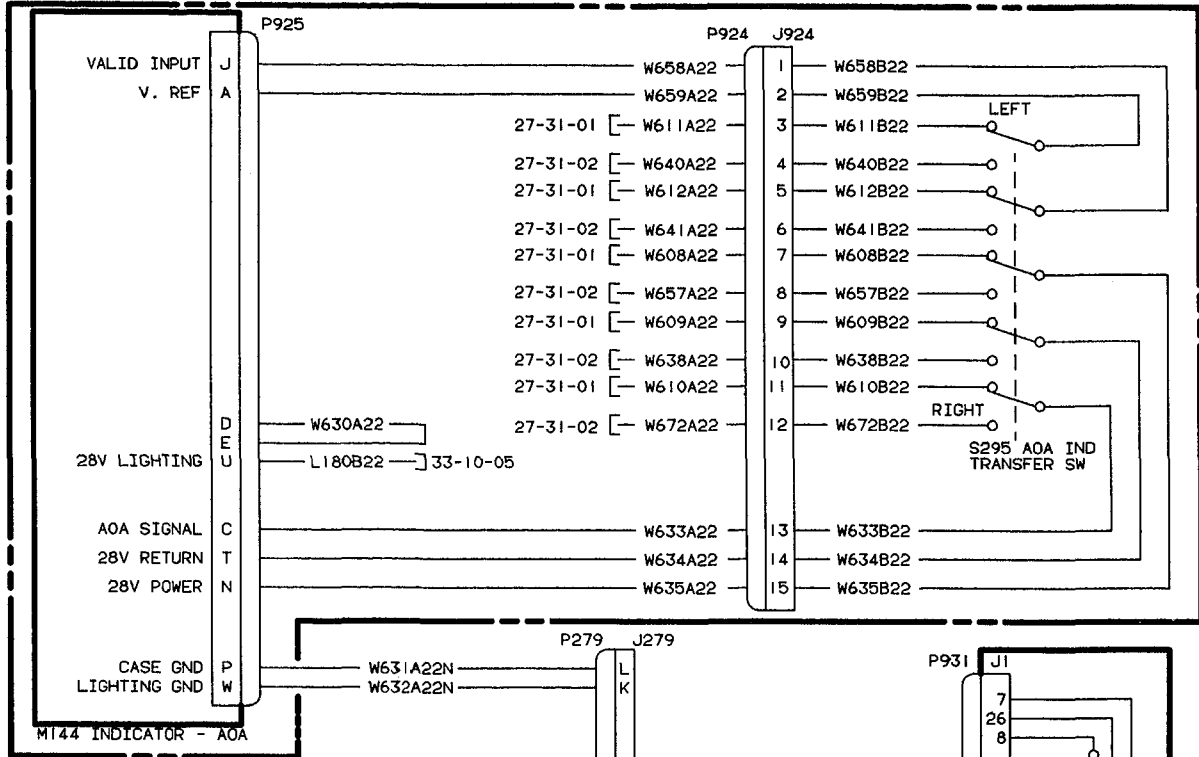 P925
P924 J924
VALID INPUT J W658A22 1 W658B22
V. REF A W659A22 2 W659B22
LEFT
27-31-01 W611A22 3 W611B22
27-31-02 W640A22 4 W640B22
27-31-01 W612A22 5 W612B22
27-31-02 W641A22 6 W641B22
27-31-01 W608A22 7 W608B22
27-31-02 W657A22 8 W657B22
27-31-01 W609A22 9 W609B22
27-31-02 W638A22 10 W638B22
27-31-01 W610A22 11 W610B22
RIGHT
D W630A22 27-31-02 W672A22 12 W672B22
E
S295 AOA IND
TRANSFER SW
28V LIGHTING U L180B22 33-10-05
AOA SIGNAL C W633A22 13 W633B22
28V RETURN T W634A22 14 W634B22
28V POWER N W635A22 15 W635B22
P279 J279
P931 J1
CASE GND P W631A22N L
LIGHTING GND W W632A22N K
7
26
8
M144 INDICATOR - AOA